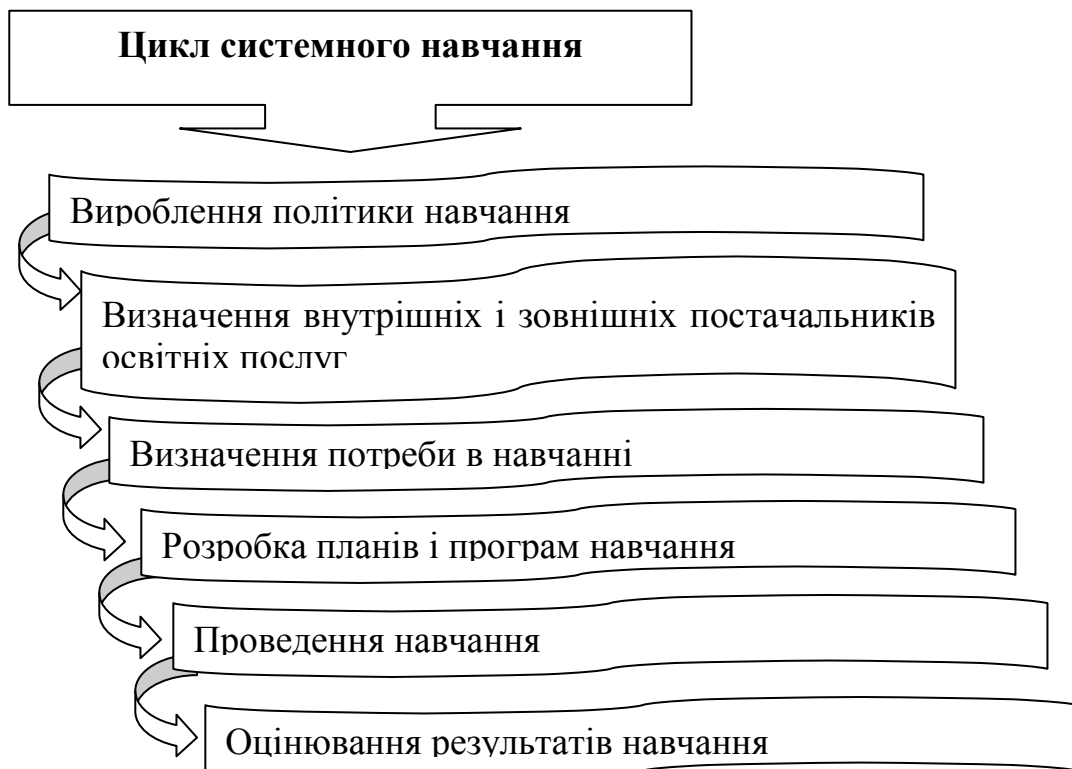 Цикл системного навчання
Вироблення політики навчання
Визначення внутрішніх і зовнішніх постачальників
освітніх послуг
Визначення потреби в навчанні
Розробка планів і програм навчання
Проведення навчання
Оцінювання результатів навчання